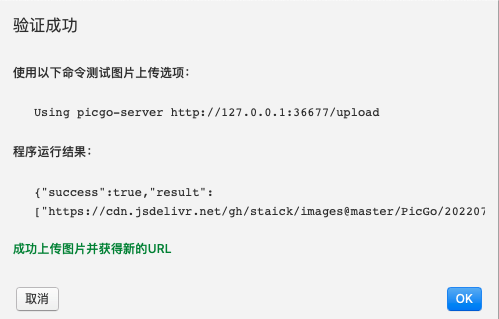 验证成功
使用以下命令测试图片上传选项：
Using picgo-server http://127.0.0.1:36677/upload
程序运行结果：
{"success":true,"result":
["https://cdn.jsdelivr.net/gh/staick/images@master/PicGo/202207
成功上传图片并获得新的URL
取消
OK